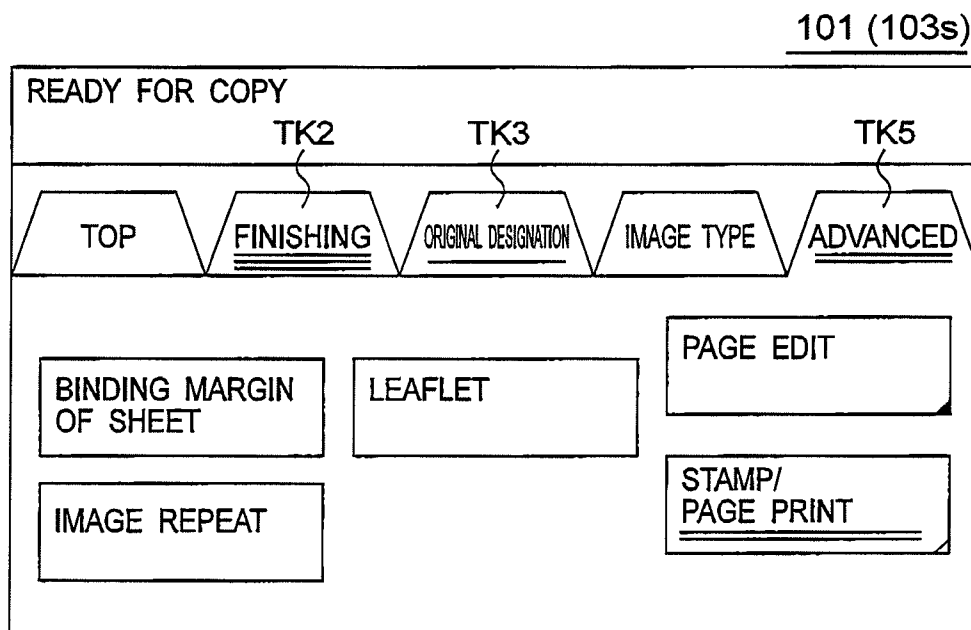 101 (103s)
READY FOR COPY
TK2 TK3 TK5
TOP FINISHING ORIGINAL DESIGNATION IMAGE TYPE ADVANCED
BINDING MARGIN
OF SHEET
LEAFLET
PAGE EDIT
IMAGE REPEAT
STAMP/
PAGE PRINT